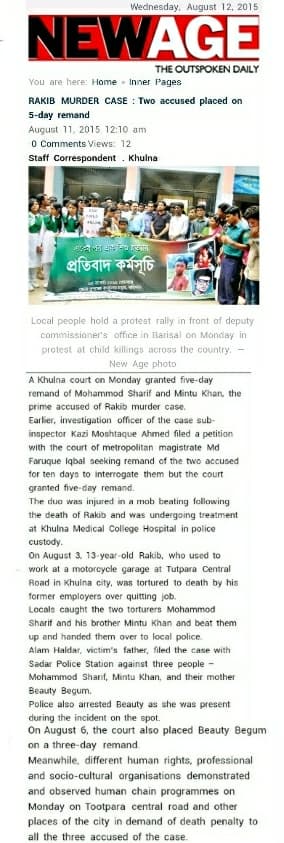 Wednesday, August 12, 2015
NEWAGE
THE OUTSPOKEN DAILY
You are here: Home » Inner Pages
RAKIB MURDER CASE : Two accused placed on
5-day remand
August 11, 2015 12:10 am
0 Comments Views: 12
Staff Correspondent . Khulna
প্রতিবাদ কর্মসূচি
Local people hold a protest rally in front of deputy
commissioner's office in Barisal on Monday in
protest at child killings across the country. —
New Age photo
A Khulna court on Monday granted five-day
remand of Mohammod Sharif and Mintu Khan, the
prime accused of Rakib murder case.
Earlier, investigation officer of the case sub-
inspector Kazi Moshtaque Ahmed filed a petition
with the court of metropolitan magistrate Md
Faruque Iqbal seeking remand of the two accused
for ten days to interrogate them but the court
granted five-day remand.
The duo was injured in a mob beating following
the death of Rakib and was undergoing treatment
at Khulna Medical College Hospital in police
custody.
On August 3, 13-year-old Rakib, who used to
work at a motorcycle garage at Tutpara Central
Road in Khulna city, was tortured to death by his
former employers over quitting job.
Locals caught the two torturers Mohammod
Sharif and his brother Mintu Khan and beat them
up and handed them over to local police.
Alam Haldar, victim's father, filed the case with
Sadar Police Station against three people –
Mohammod Sharif, Mintu Khan, and their mother
Beauty Begum.
Police also arrested Beauty as she was present
during the incident on the spot.
On August 6, the court also placed Beauty Begum
on a three-day remand.
Meanwhile, different human rights, professional
and socio-cultural organisations demonstrated
and observed human chain programmes on
Monday on Tootpara central road and other
places of the city in demand of death penalty to
all the three accused of the case.